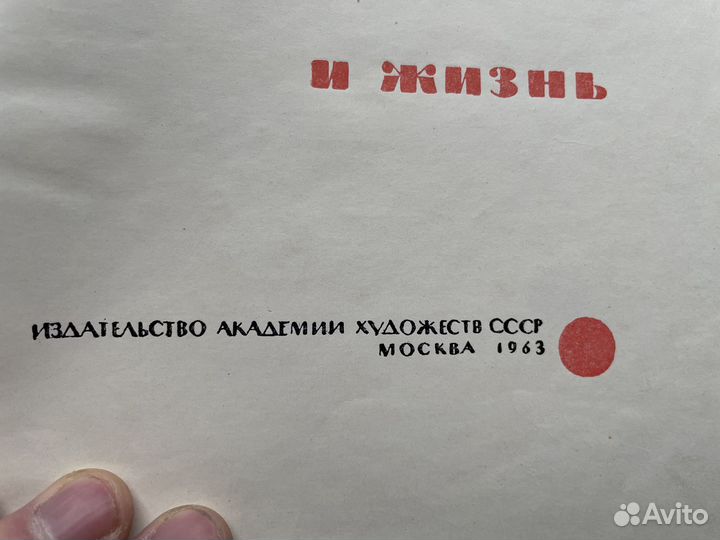 И ЖИЗНЬ
ИЗДАТЕЛЬСТВО АКАДЕМИИ ХУДОЖЕСТВ СССР
МОСКВА 1963
Avito